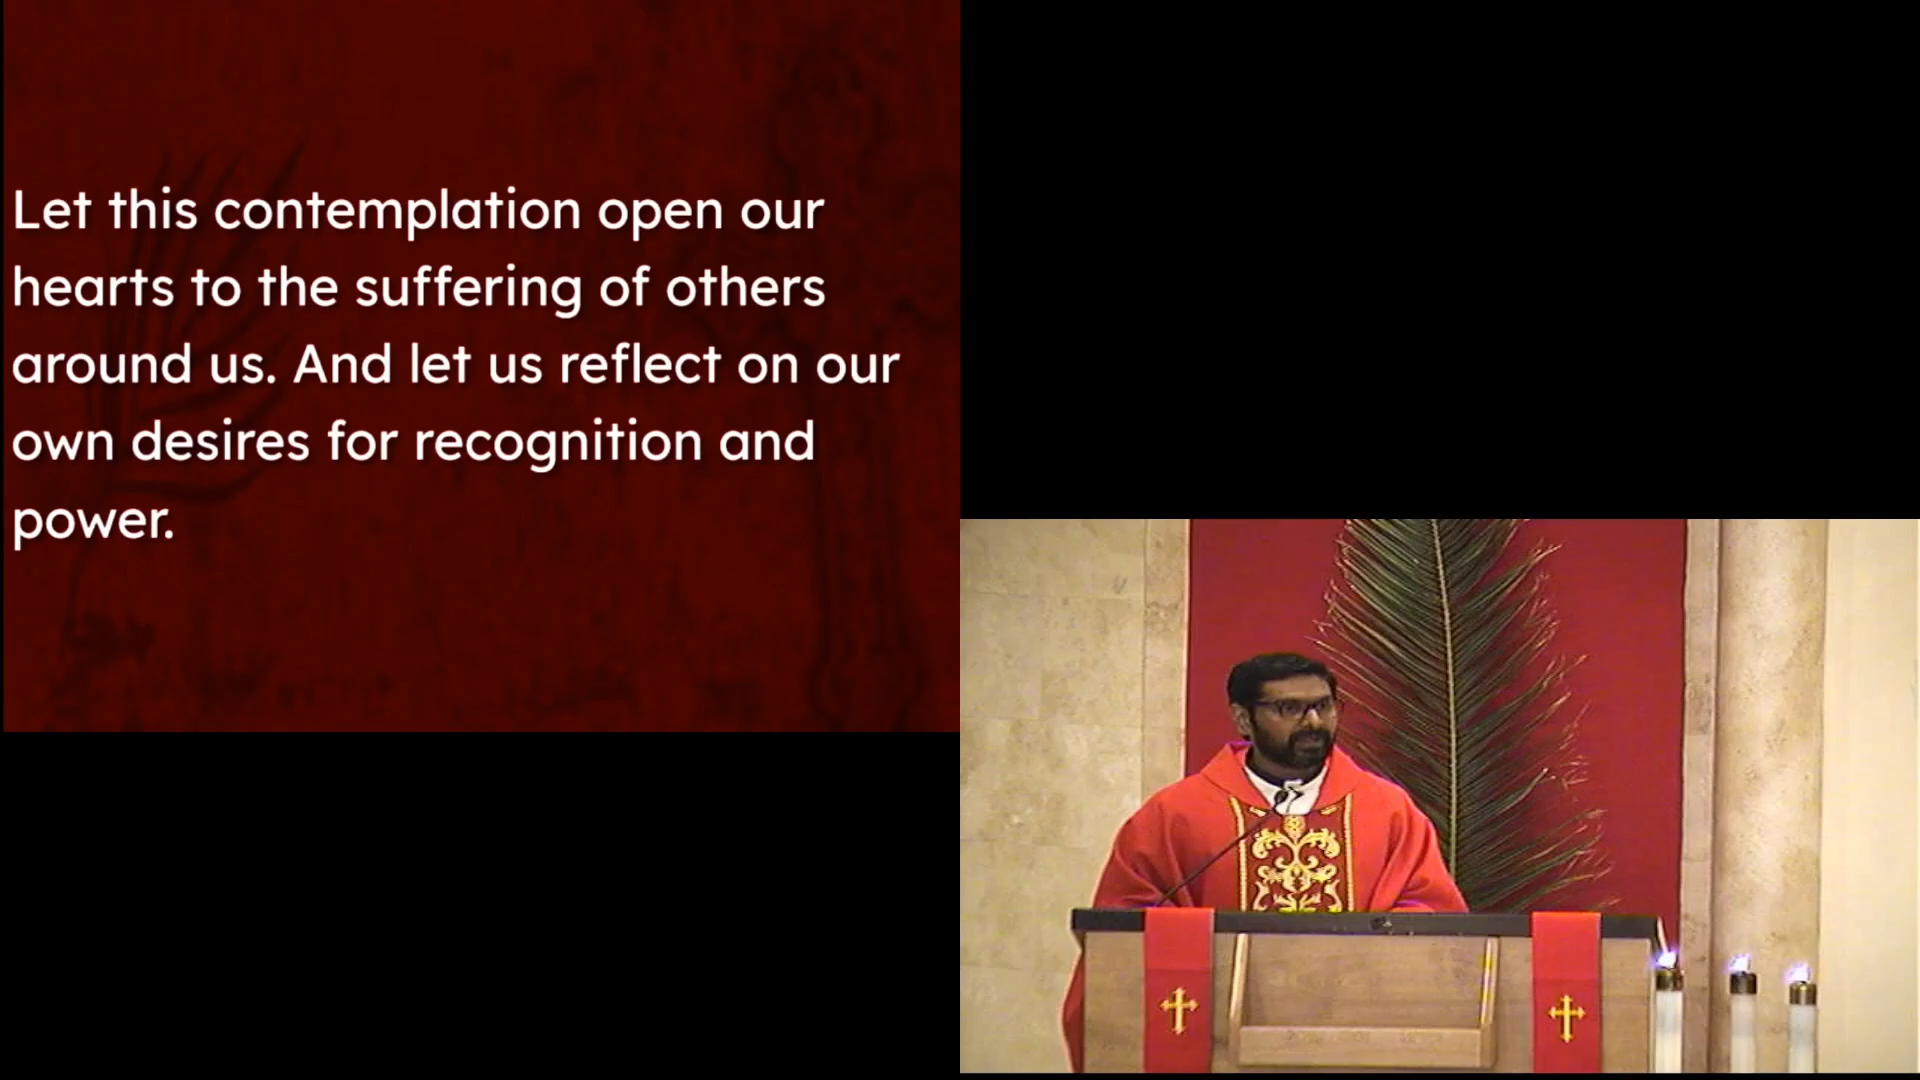 Let this contemplation open our
hearts to the suffering of others
around us. And let us reflect on our
own desires for recognition and
power.